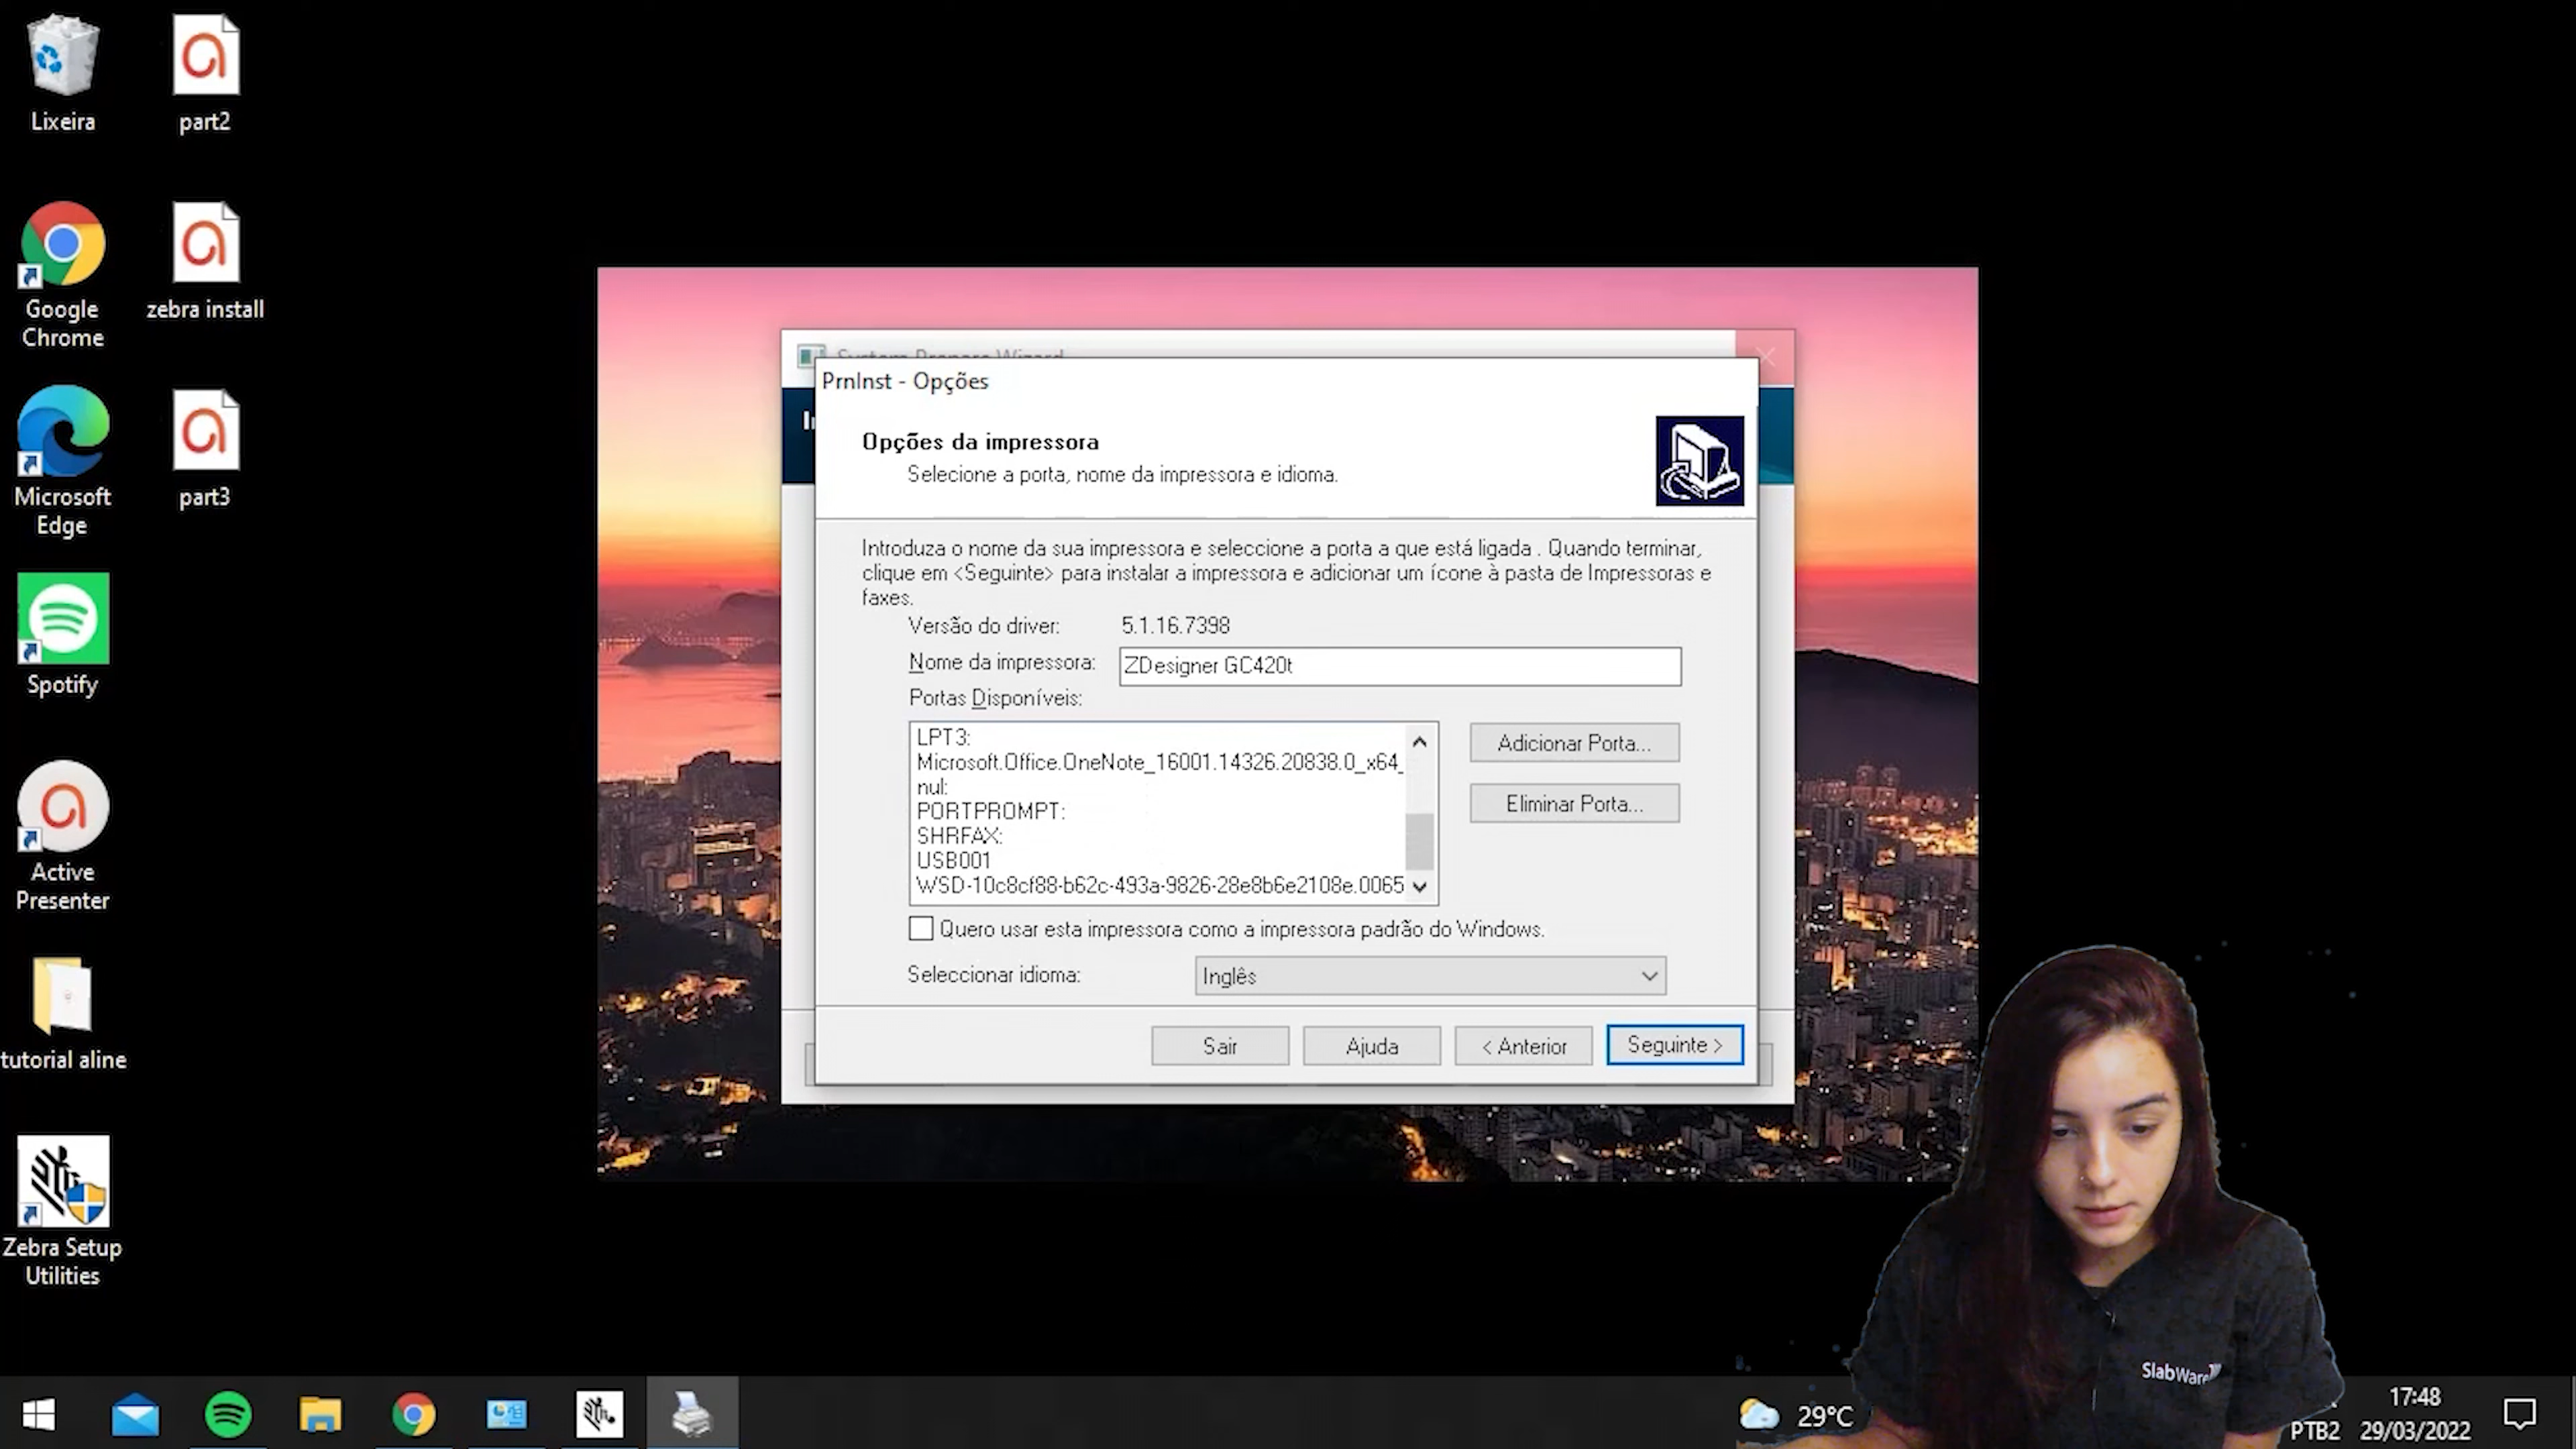 Lixeira
part2
Google
Chrome
zebra install
Microsoft
Edge
part3
Spotify
Active
Presenter
tutorial aline
Zebra Setup
Utilities
System Prepare Wizard
PrnInst - Opções
Opções da impressora
Selecione a porta, nome da impressora e idioma.
Introduza o nome da sua impressora e seleccione a porta a que está ligada . Quando terminar,
clique em <Seguinte> para instalar a impressora e adicionar um ícone à pasta de Impressoras e
faxes.
Versão do driver: 5.1.16.7398
Nome da impressora: ZDesigner GC420t
Portas Disponíveis:
LPT3:
Microsoft.Office.OneNote_16001.14326.20838.0_x64_
nul:
PORTPROMPT:
SHRFAX:
USB001
WSD-10c8cf88-b62c-493a-9826-28e8b6e2108e.0065
Adicionar Porta...
Eliminar Porta...
Quero usar esta impressora como a impressora padrão do Windows.
Seleccionar idioma: Inglês
Sair
Ajuda
< Anterior
Seguinte >
SlabWare
29°C
PTB2
17:48
29/03/2022